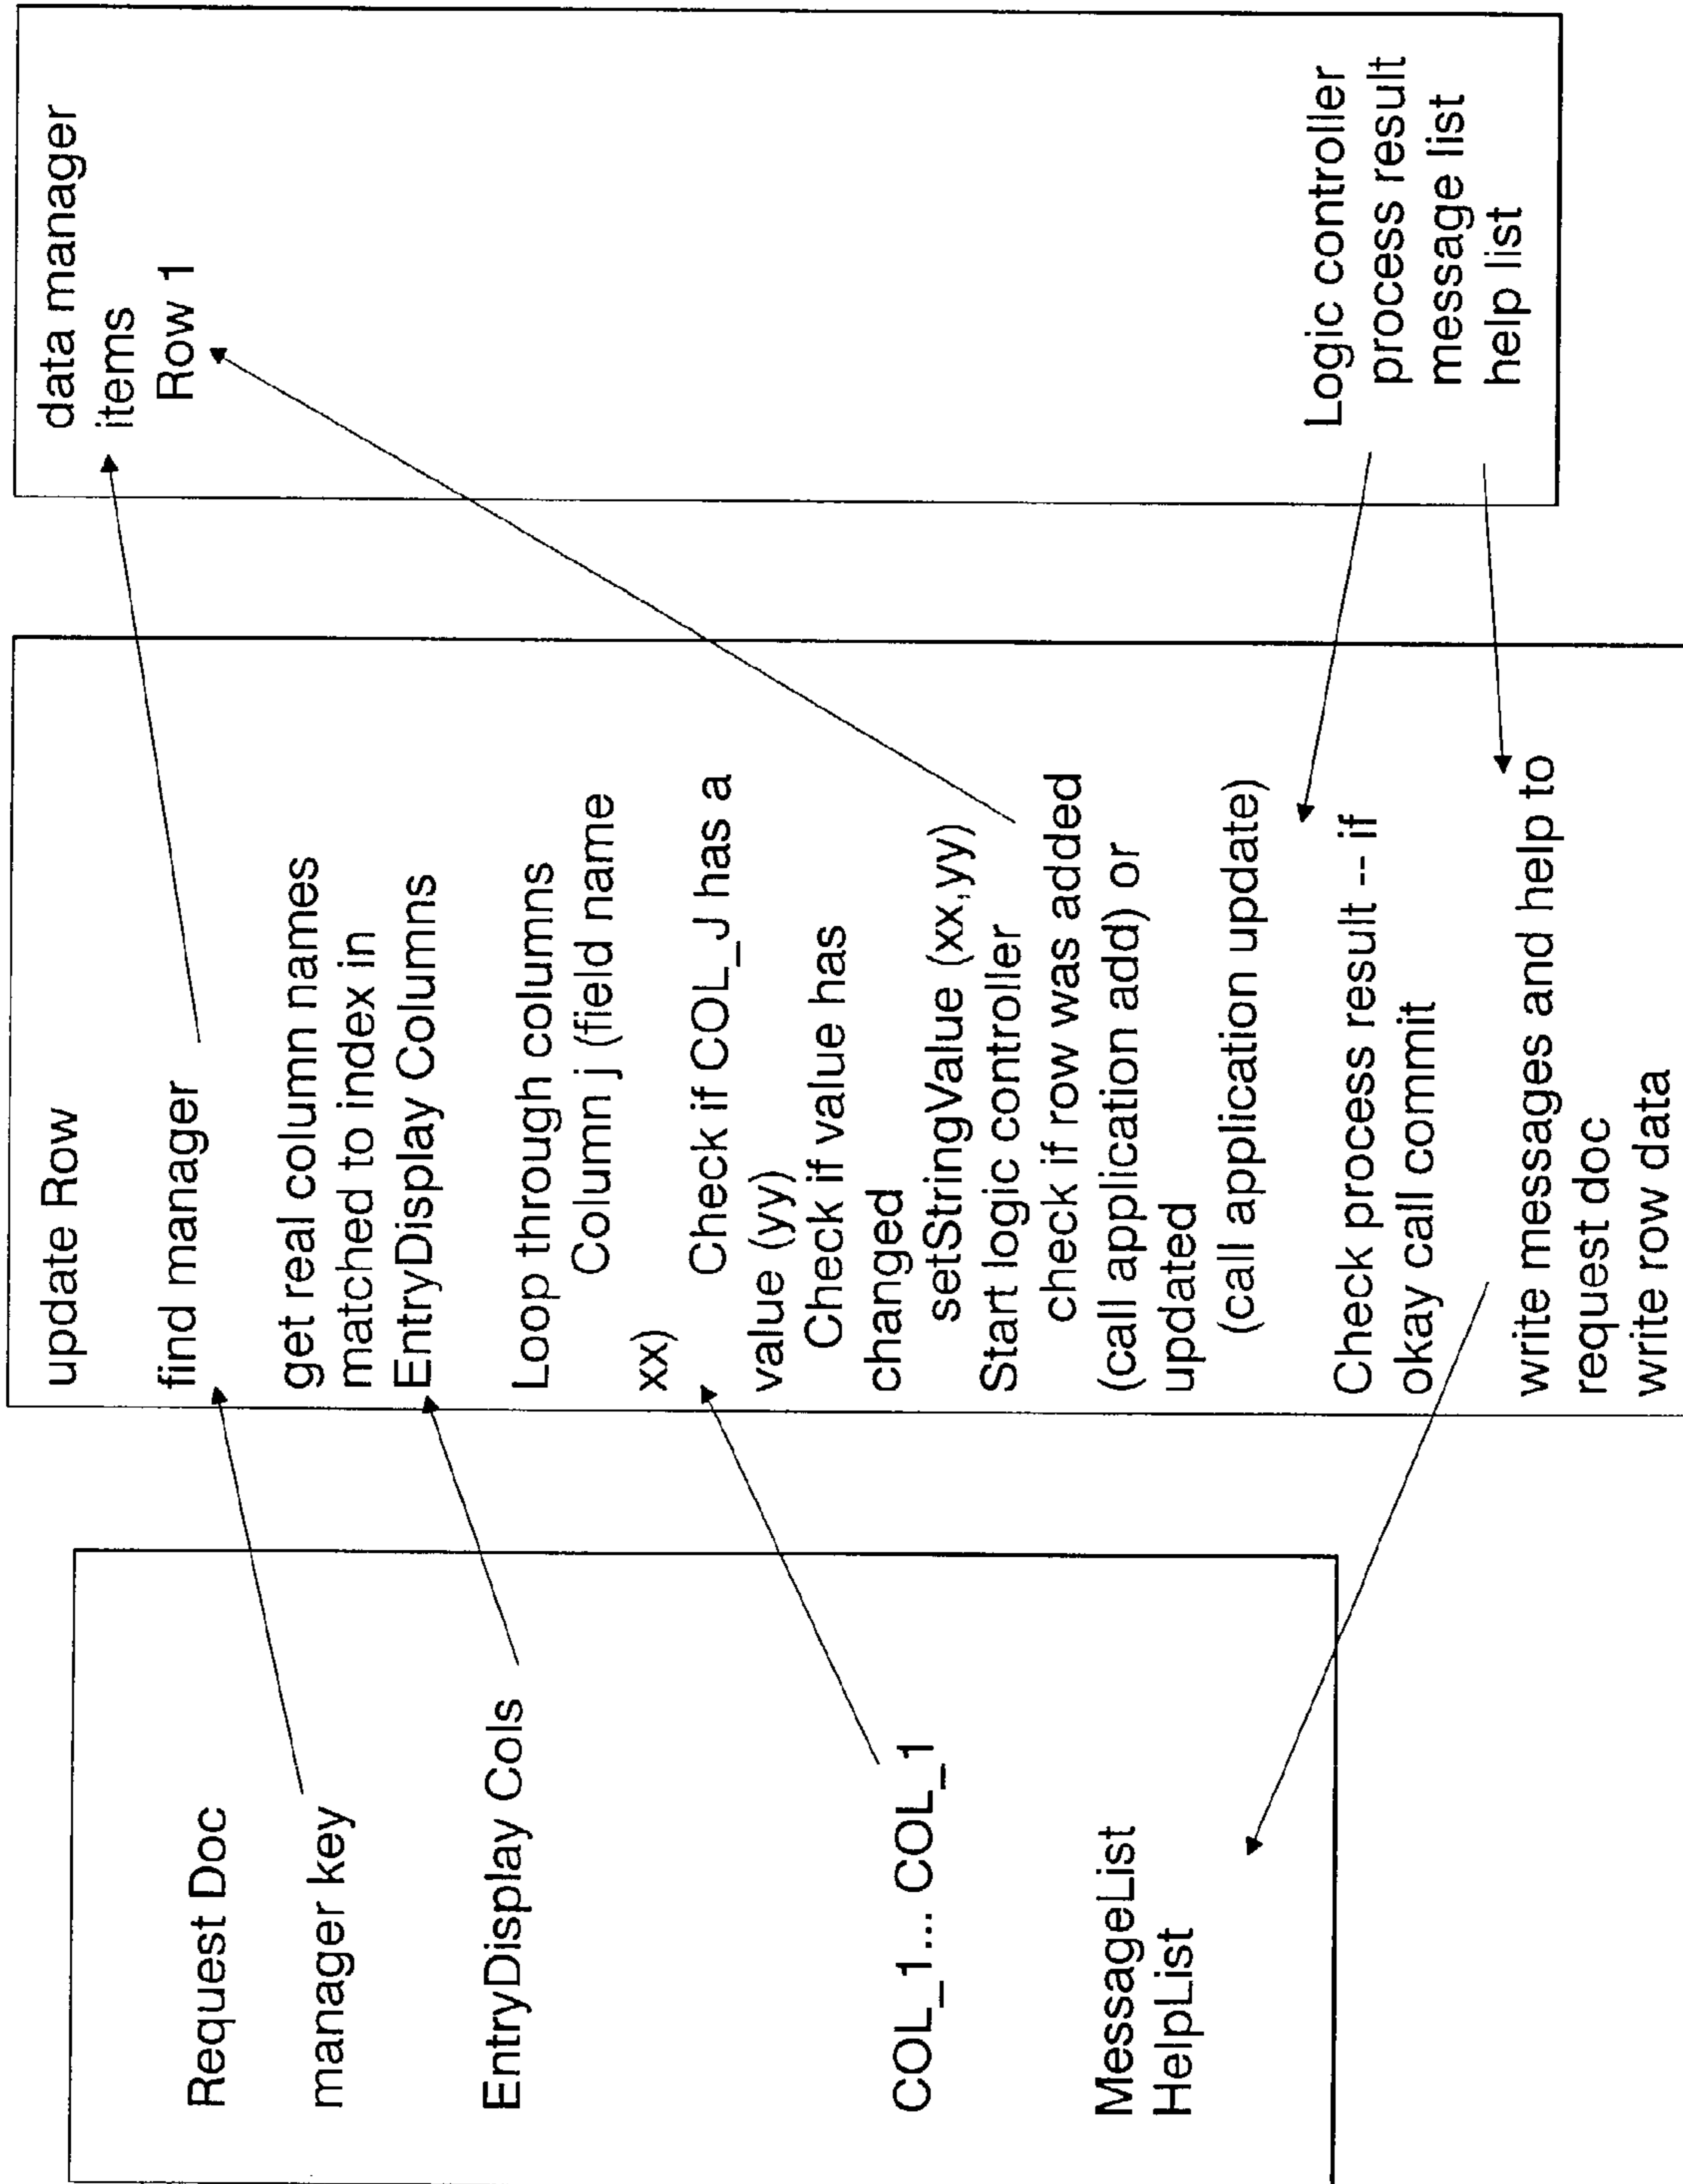 Request Doc
manager key
EntryDisplay Cols
COL_1... COL_1
MessageList
HelpList
update Row
find manager
get real column names
matched to index in
EntryDisplay Columns
Loop through columns
Column j (field name
xx)
Check if COL_J has a
value (yy)
Check if value has
changed
setStringValue (xx,yy)
Start logic controller
check if row was added
(call application add) or
updated
(call application update)
Check process result -- if
okay call commit
write messages and help to
request doc
write row data
data manager
items
Row 1
Logic controller
process result
message list
help list